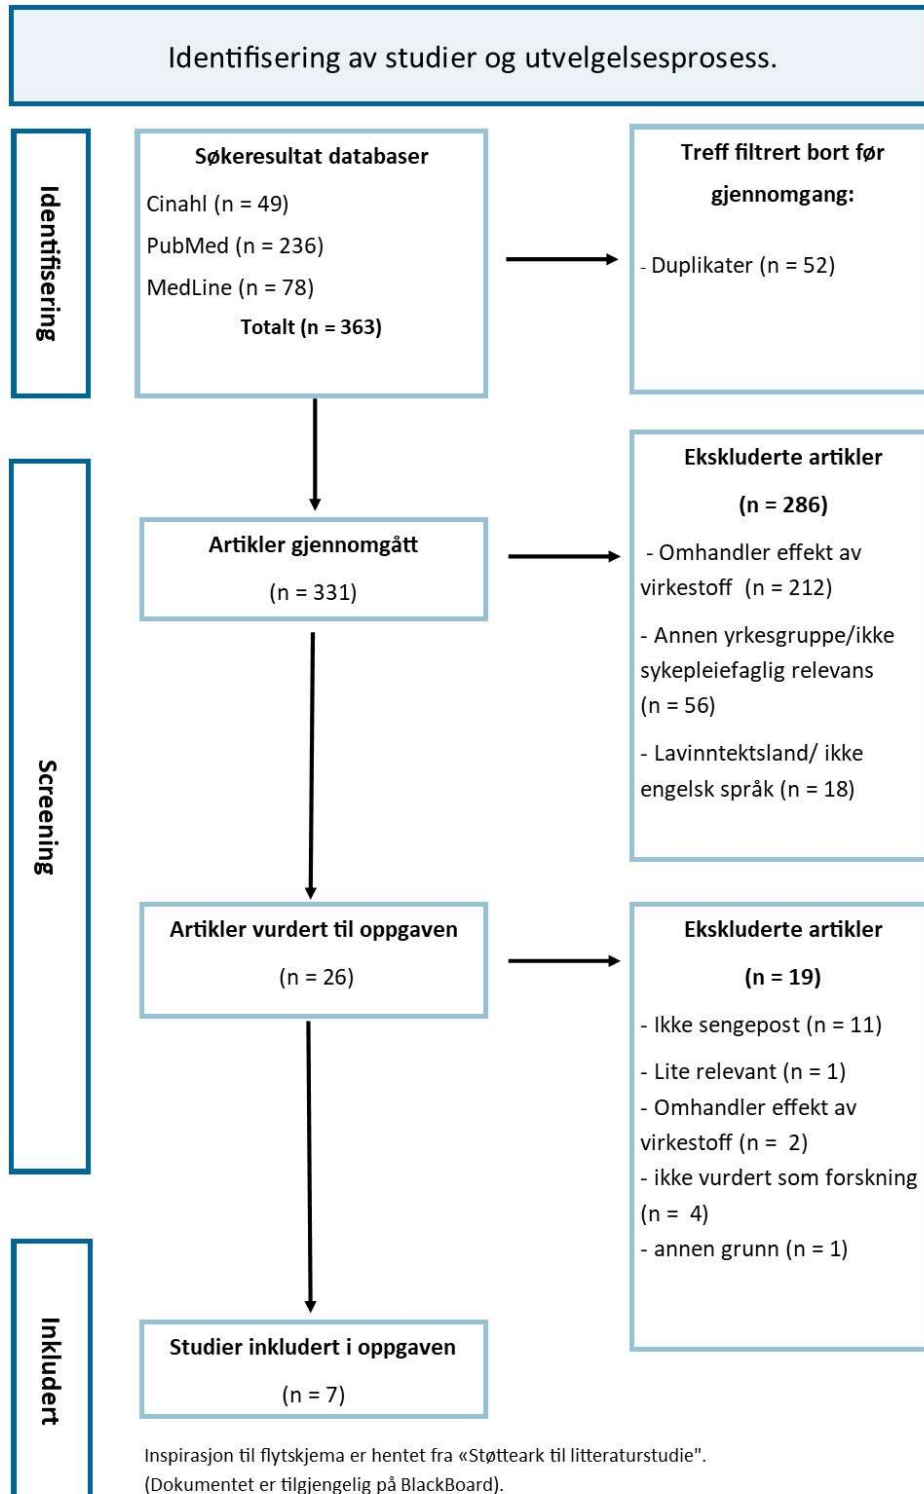 Identifisering av studier og utvelgelsesprosess.
Identifisering
Søkeresultat databaser
Cinahl (n = 49)
PubMed (n = 236)
MedLine (n = 78)
Totalt (n = 363)
Treff filtrert bort før
gjennomgang:
- Duplikater (n = 52)
Screening
Artikler gjennomgått
(n = 331)
Ekskluderte artikler
(n = 286)
- Omhandler effekt av
virkestoff (n = 212)
- Annen yrkesgruppe/ikke
sykepleiefaglig relevans
(n = 56)
- Lavinntektsland/ ikke
engelsk språk (n = 18)
Artikler vurdert til oppgaven
(n = 26)
Ekskluderte artikler
(n = 19)
- Ikke sengepost (n = 11)
- Lite relevant (n = 1)
- Omhandler effekt av
virkestoff (n = 2)
- ikke vurdert som forskning
(n = 4)
- annen grunn (n = 1)
Inkludert
Studier inkludert i oppgaven
(n = 7)
Inspirasjon til flytskjema er hentet fra «Støtteark til litteraturstudie".
(Dokumentet er tilgjengelig på BlackBoard).